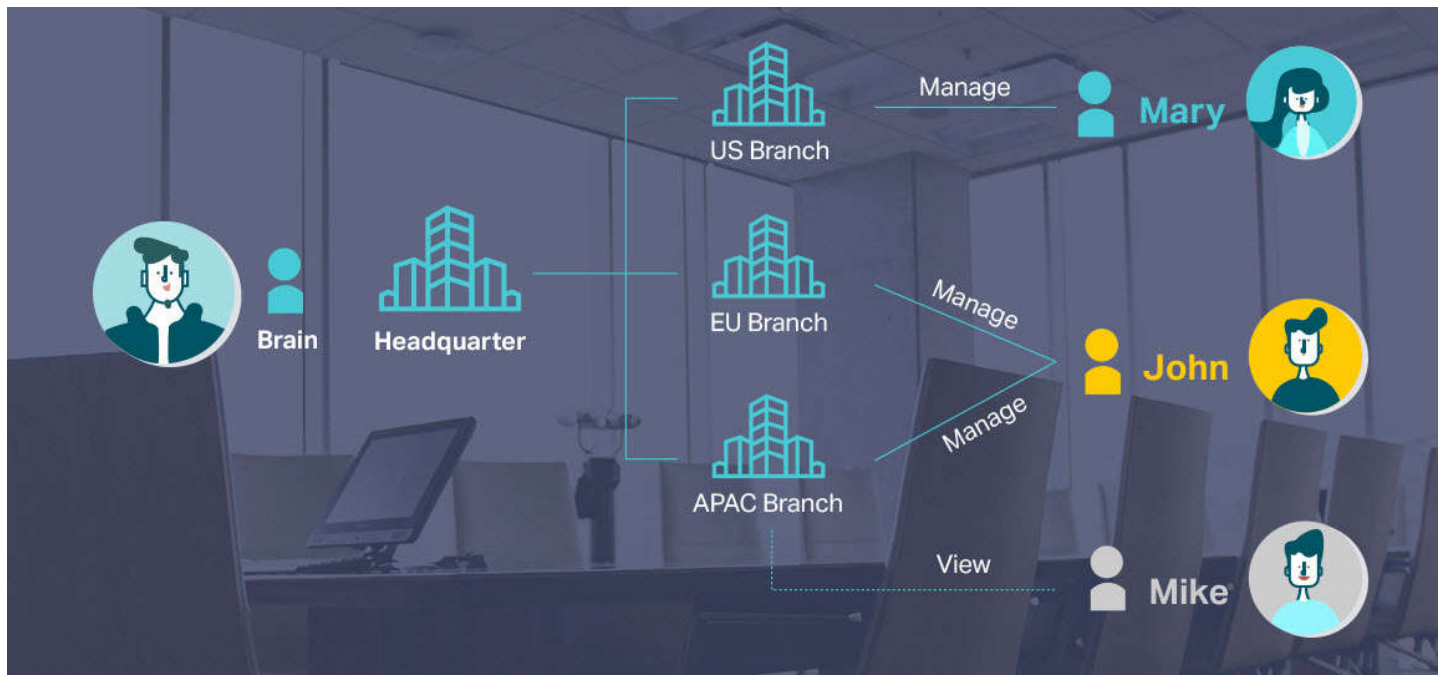 Manage
Mary
US Branch
Brain
Headquarter
EU Branch
Manage
John
Manage
APAC Branch
View
Mike